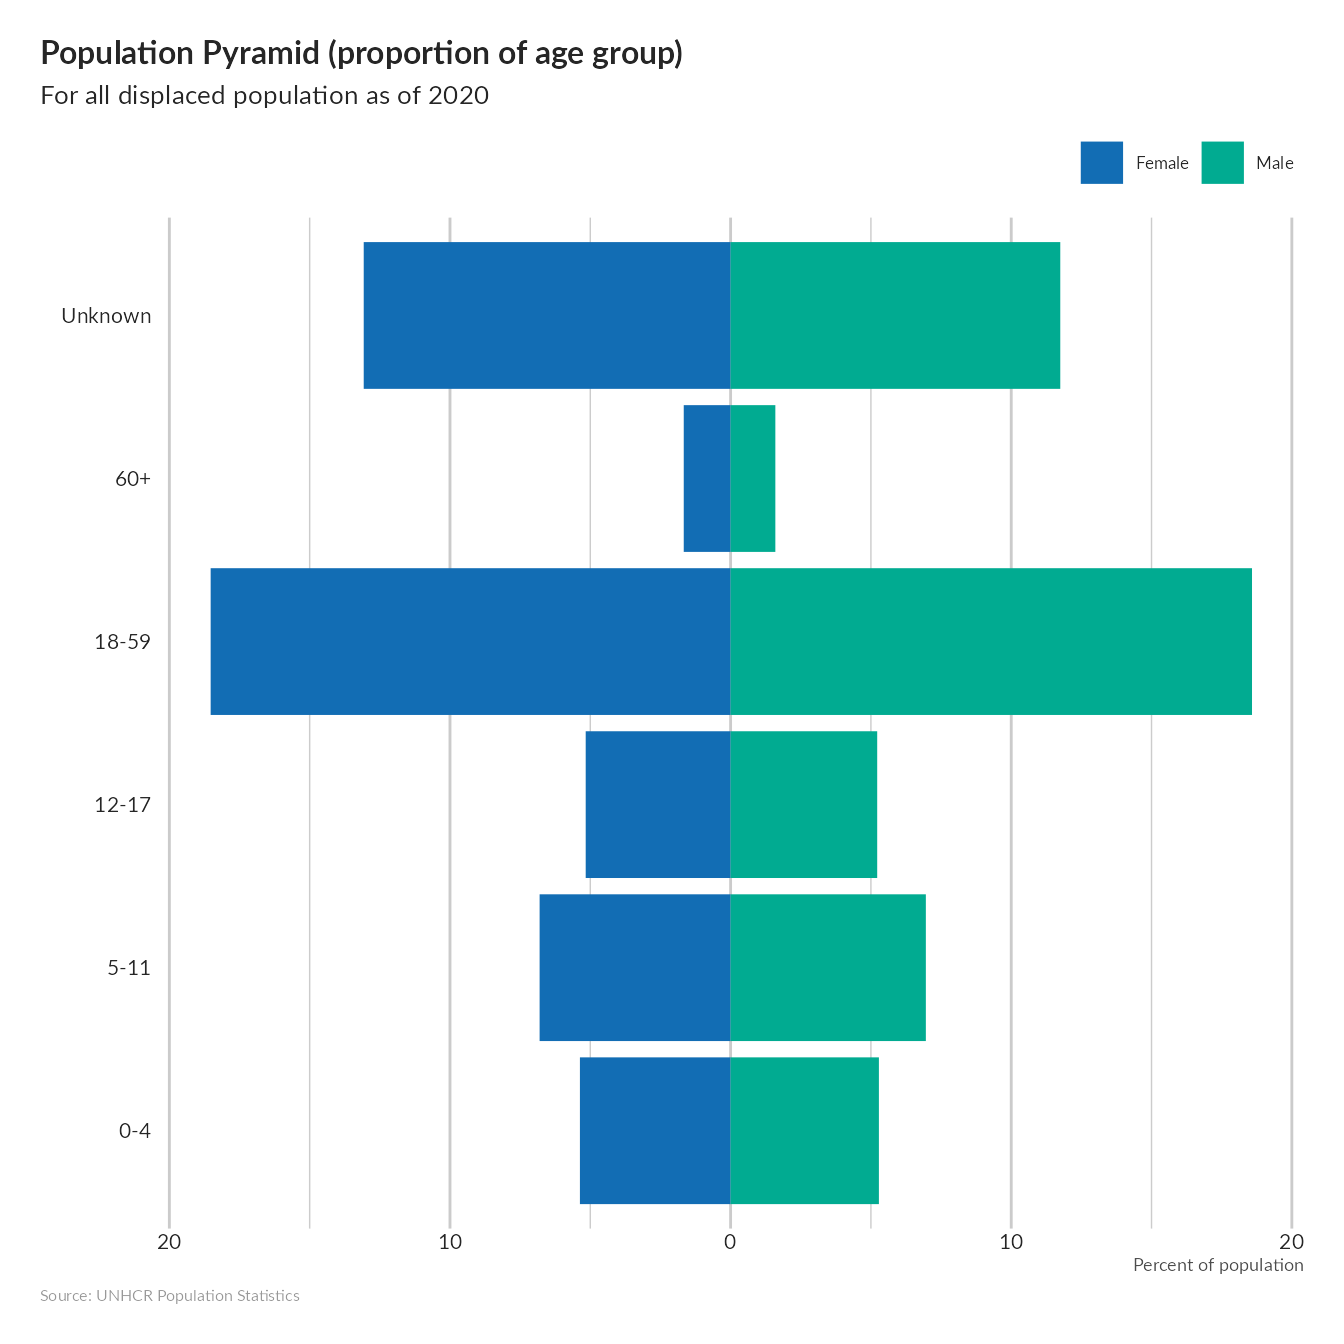 Population Pyramid (proportion of age group)
For all displaced population as of 2020
Female Male
Unknown
60+
18-59
12-17
5-11
0-4
20 10 0 10 20
Percent of population
Source: UNHCR Population Statistics